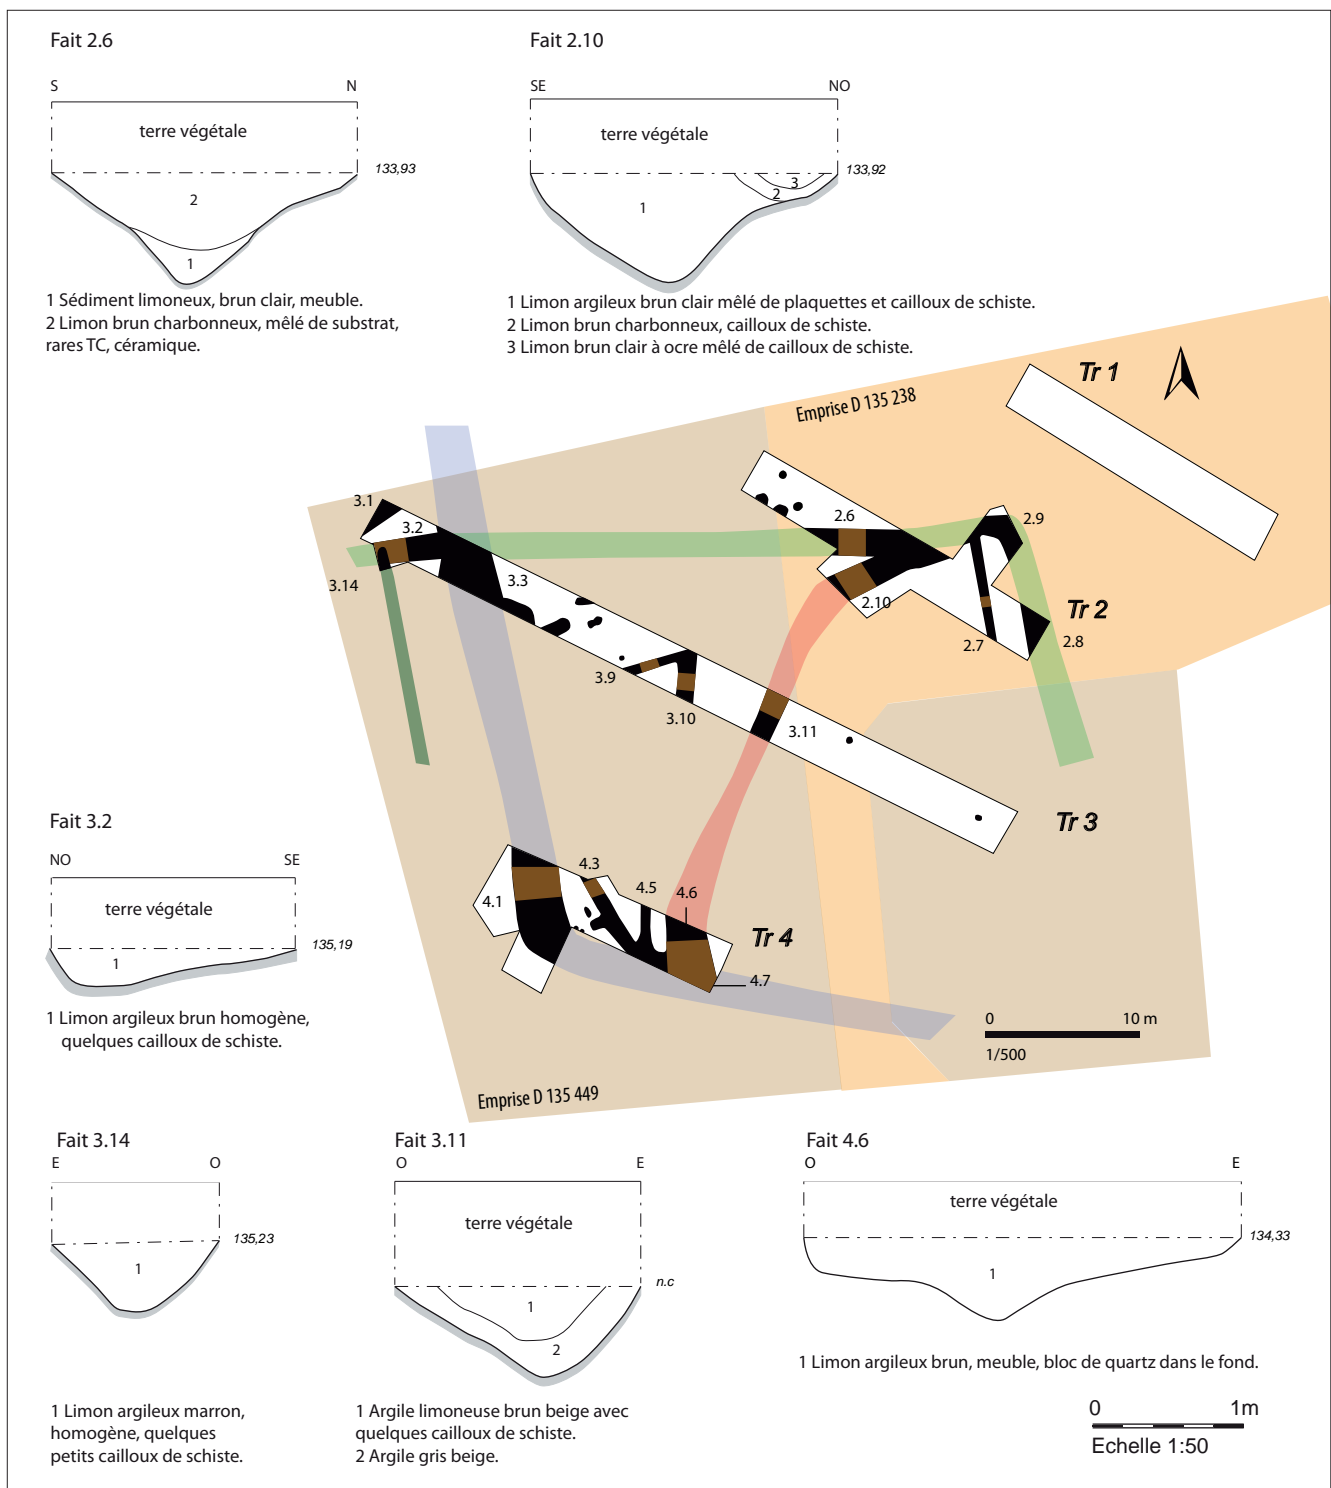 Fait 2.6
S N
terre végétale
133,93
2
1
1 Sédiment limoneux, brun clair, meuble.
2 Limon brun charbonneux, mêlé de substrat,
rares TC, céramique.
Fait 2.10
SE NO
terre végétale
133,92
3
2
1
1 Limon argileux brun clair mêlé de plaquettes et cailloux de schiste.
2 Limon brun charbonneux, cailloux de schiste.
3 Limon brun clair à ocre mêlé de cailloux de schiste.
Tr 1
Emprise D 135 238
3.1
3.2
2.6
2.9
3.14
3.3
2.10
Tr 2
2.7
2.8
3.9
3.10
3.11
Tr 3
4.3
4.1
4.5
4.6
Tr 4
4.7
0 10 m
1/500
Emprise D 135 449
Fait 3.2
NO SE
terre végétale
135,19
1
1 Limon argileux brun homogène,
quelques cailloux de schiste.
Fait 3.14
E O
135,23
1
1 Limon argileux marron,
homogène, quelques
petits cailloux de schiste.
Fait 3.11
O E
terre végétale
n.c
1
2
1 Argile limoneuse brun beige avec
quelques cailloux de schiste.
2 Argile gris beige.
Fait 4.6
O E
terre végétale
134,33
1
1 Limon argileux brun, meuble, bloc de quartz dans le fond.
0 1m
Echelle 1:50